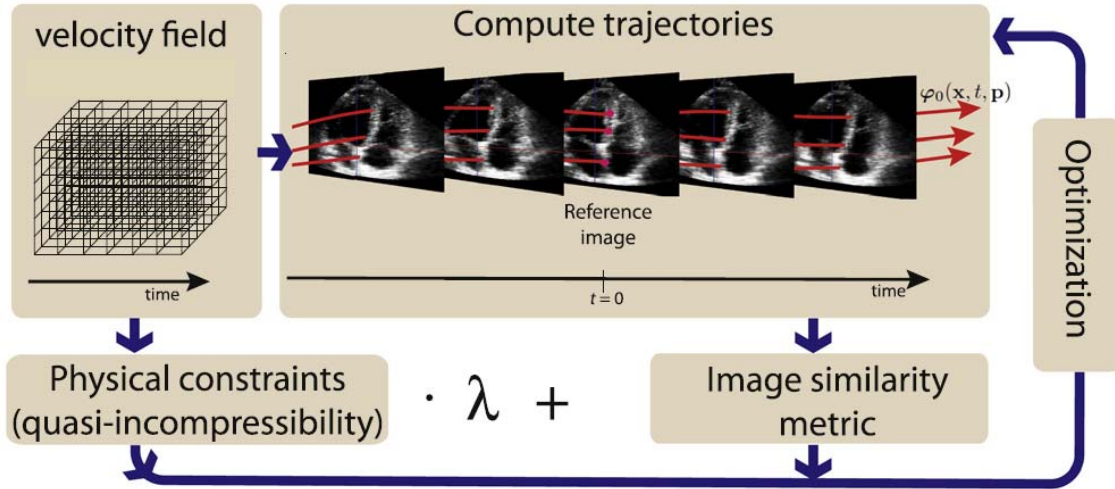 velocity field
time
Compute trajectories
φ₀(x, t, p)
Reference
image
t = 0
time
Optimization
Physical constraints
(quasi-incompressibility)
· λ +
Image similarity
metric